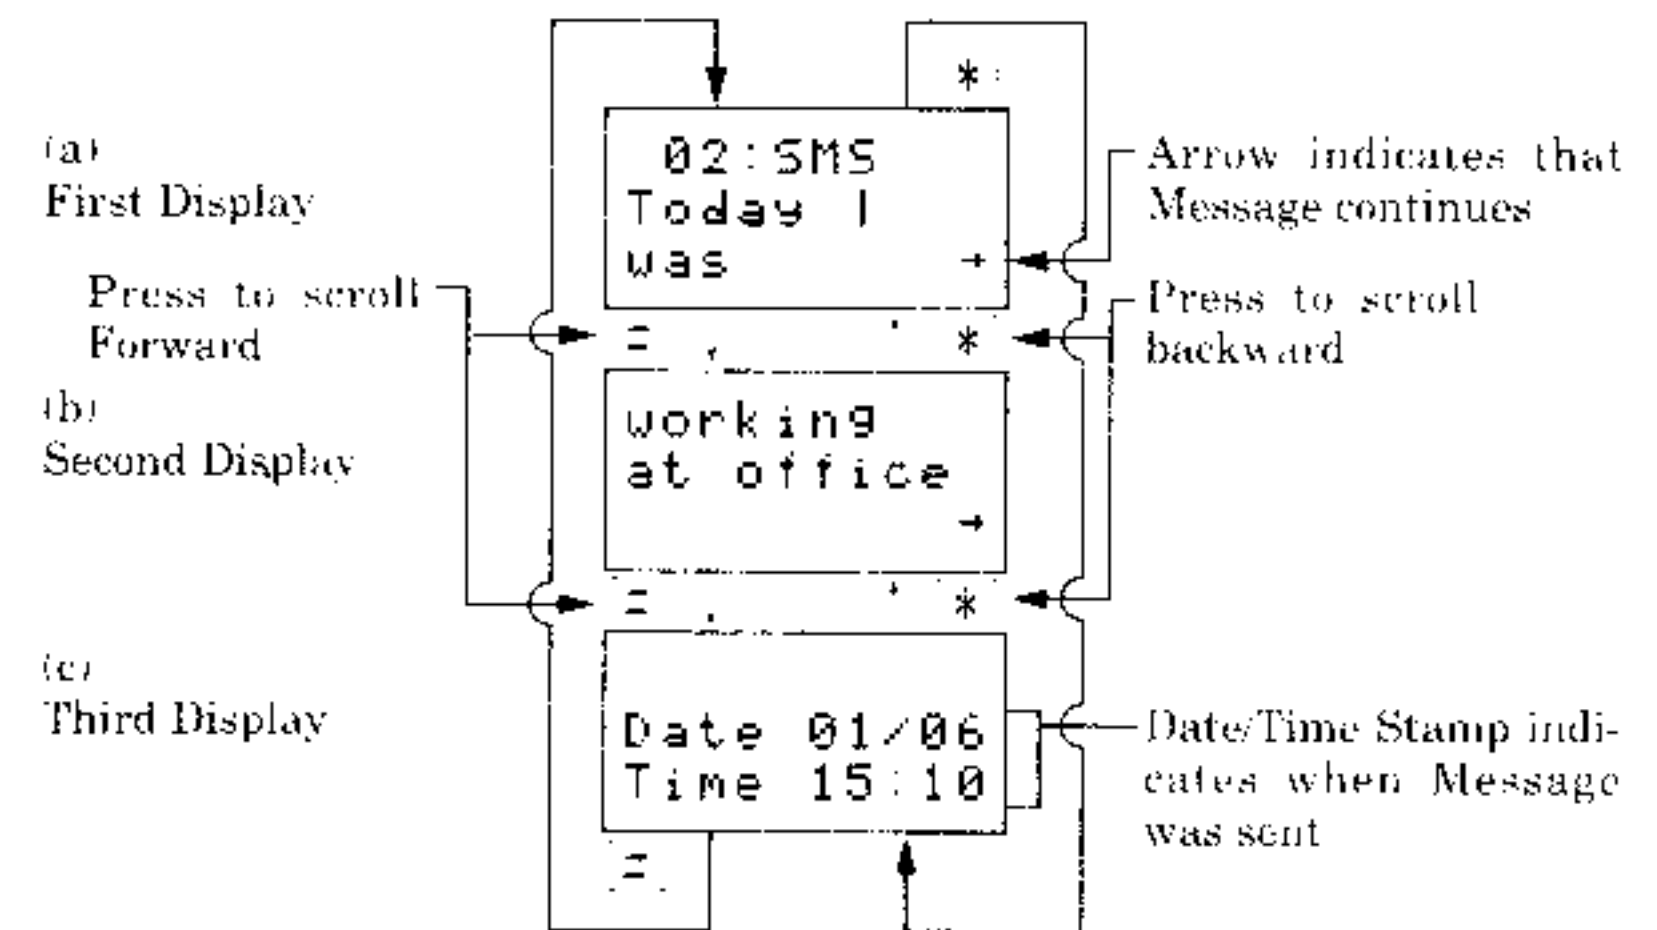 *
(a)
First Display
02:SMS
Today I
was →
Arrow indicates that
Message continues
Press to scroll
Forward
*
Press to scroll
backward
(b)
Second Display
working
at office
→
*
(c)
Third Display
Date 01/06
Time 15:10
Date/Time Stamp indi-
cates when Message
was sent